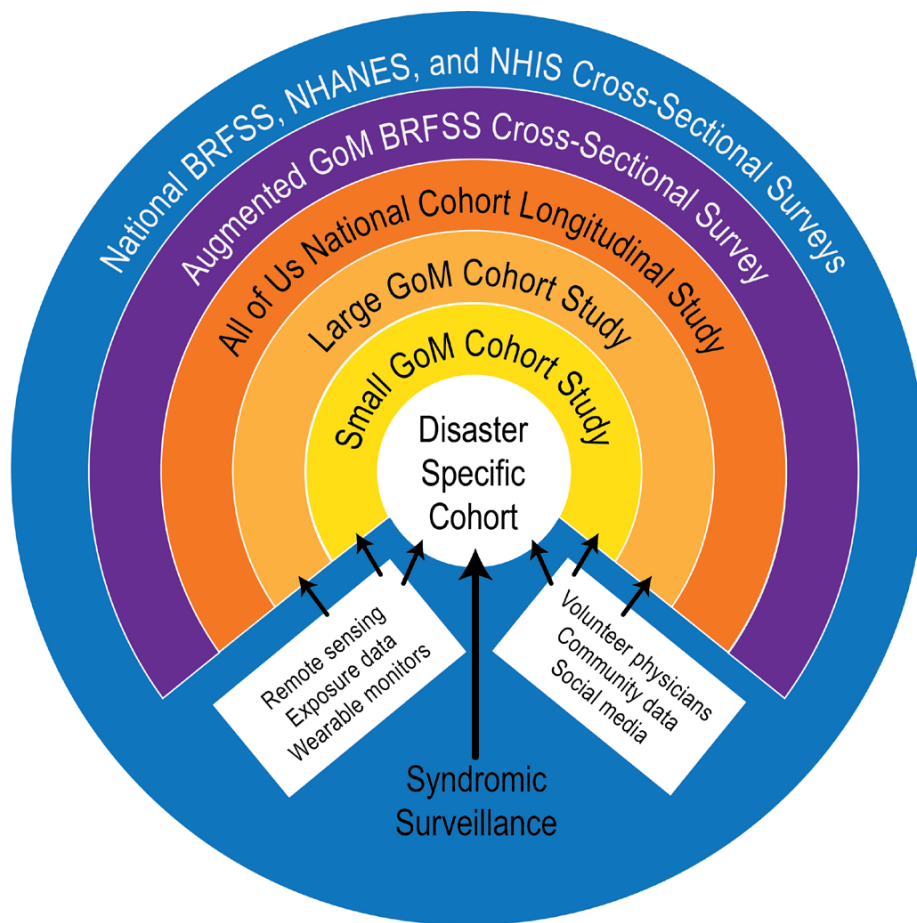 National BRFSS, NHANES, and NHIS Cross-Sectional Surveys
Augmented GoM BRFSS Cross-Sectional Survey
All of Us National Cohort Longitudinal Study
Large GoM Cohort Study
Small GoM Cohort Study
Disaster
Specific
Cohort
Remote sensing
Exposure data
Wearable monitors
Volunteer physicians
Community data
Social media
Syndromic
Surveillance